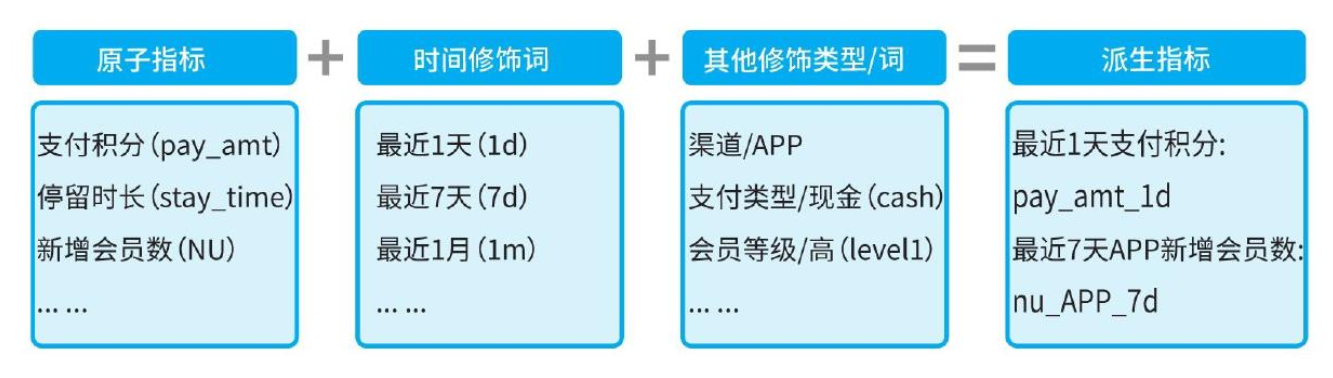 原子指标 + 时间修饰词 + 其他修饰类型/词 = 派生指标
支付积分(pay_amt)
停留时长(stay_time)
新增会员数(NU)
... ...
最近1天(1d)
最近7天(7d)
最近1月(1m)
... ...
渠道/APP
支付类型/现金(cash)
会员等级/高(level1)
... ...
最近1天支付积分:
pay_amt_1d
最近7天APP新增会员数:
nu_APP_7d